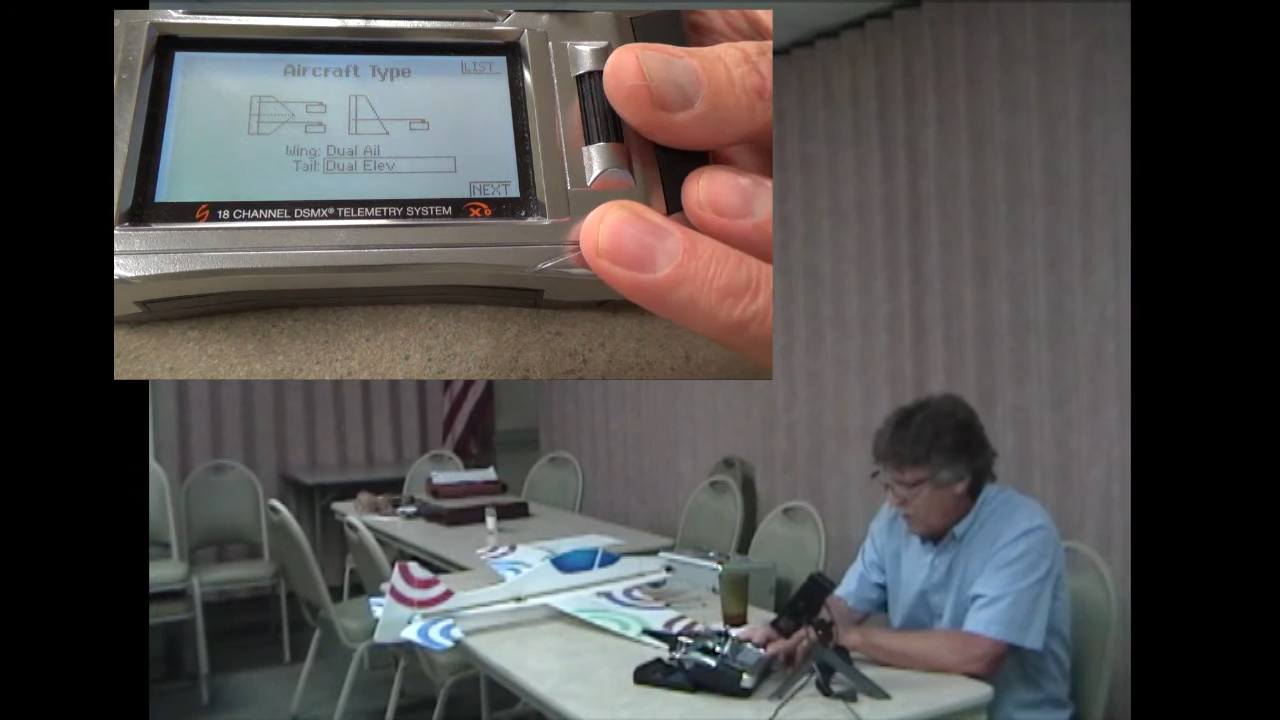 Aircraft Type
LIST
Wing: Dual Ail
Tail: Dual Elev
NEXT
18 CHANNEL DSMX® TELEMETRY SYSTEM